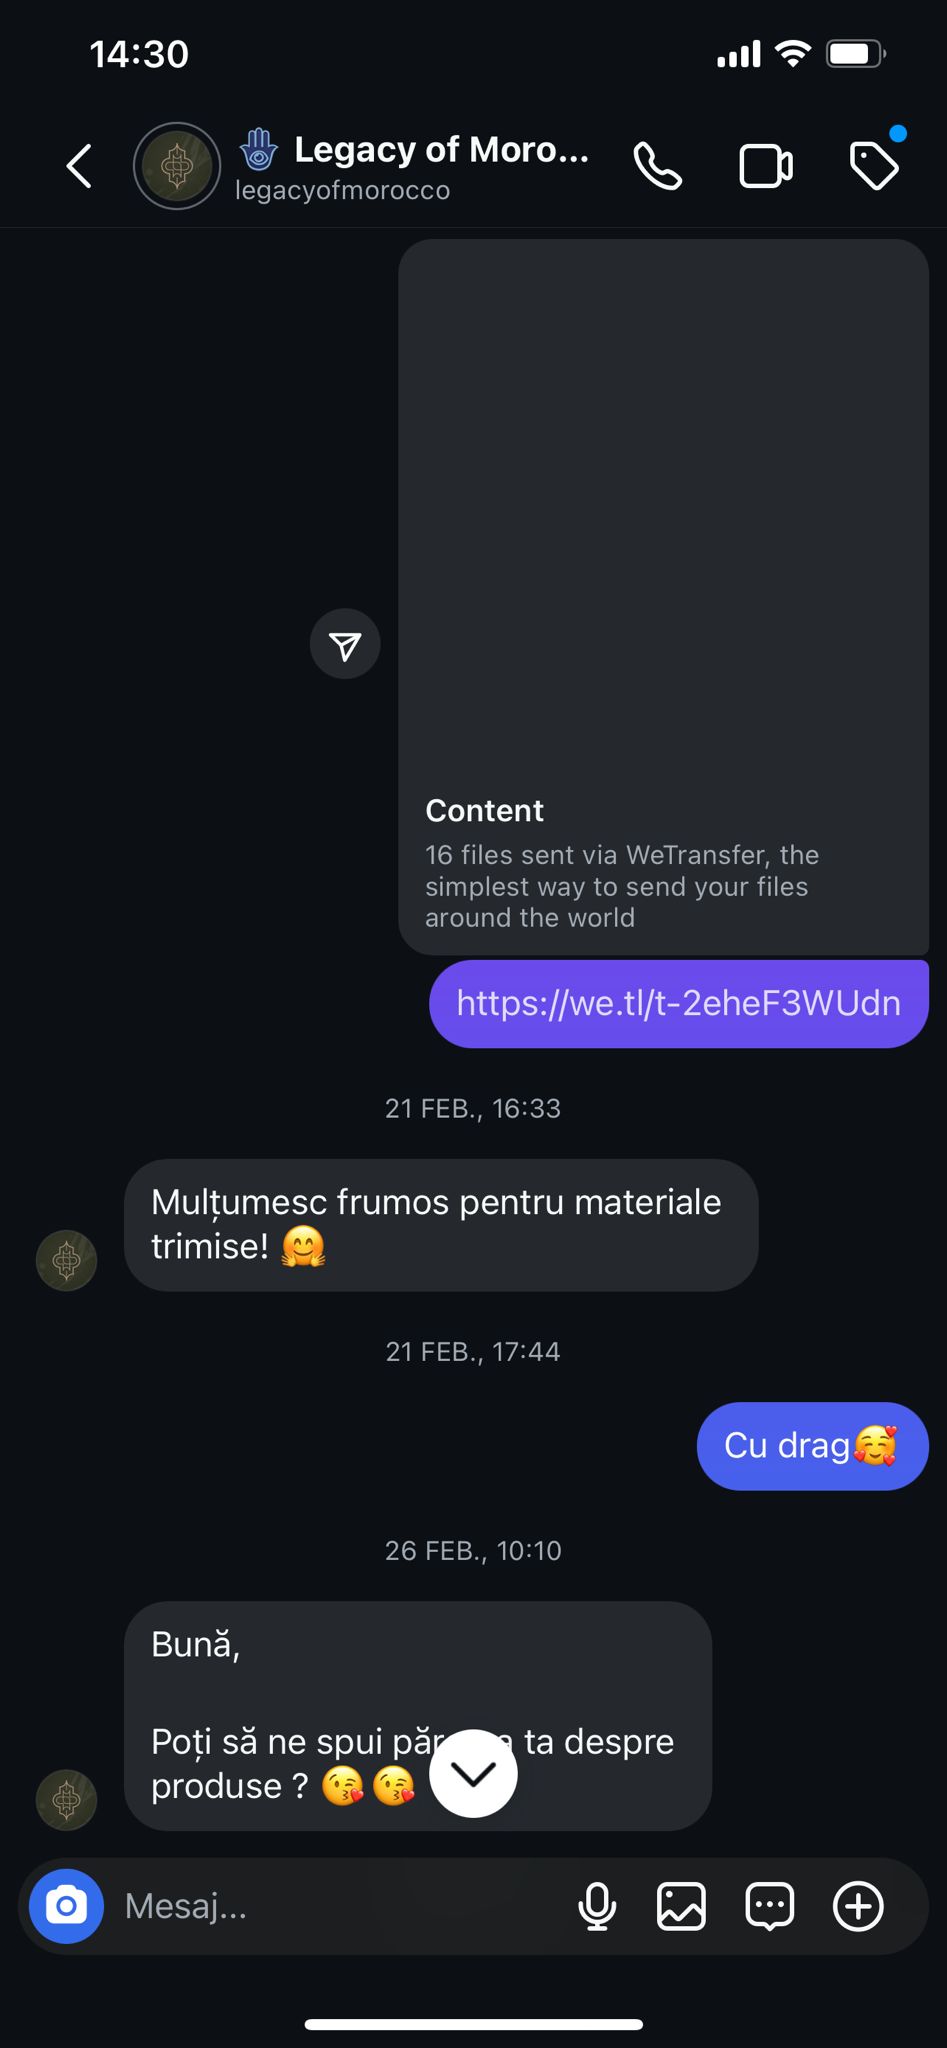 14:30
Legacy of Moro...
legacyofmorocco
Content
16 files sent via WeTransfer, the
simplest way to send your files
around the world
https://we.tl/t-2eheF3WUdn
21 FEB., 16:33
Mulțumesc frumos pentru materiale
trimise! 🤗
21 FEB., 17:44
Cu drag🥰
26 FEB., 10:10
Bună,
Poți să ne spui ta despre
produse ? 😘😘
Mesaj...